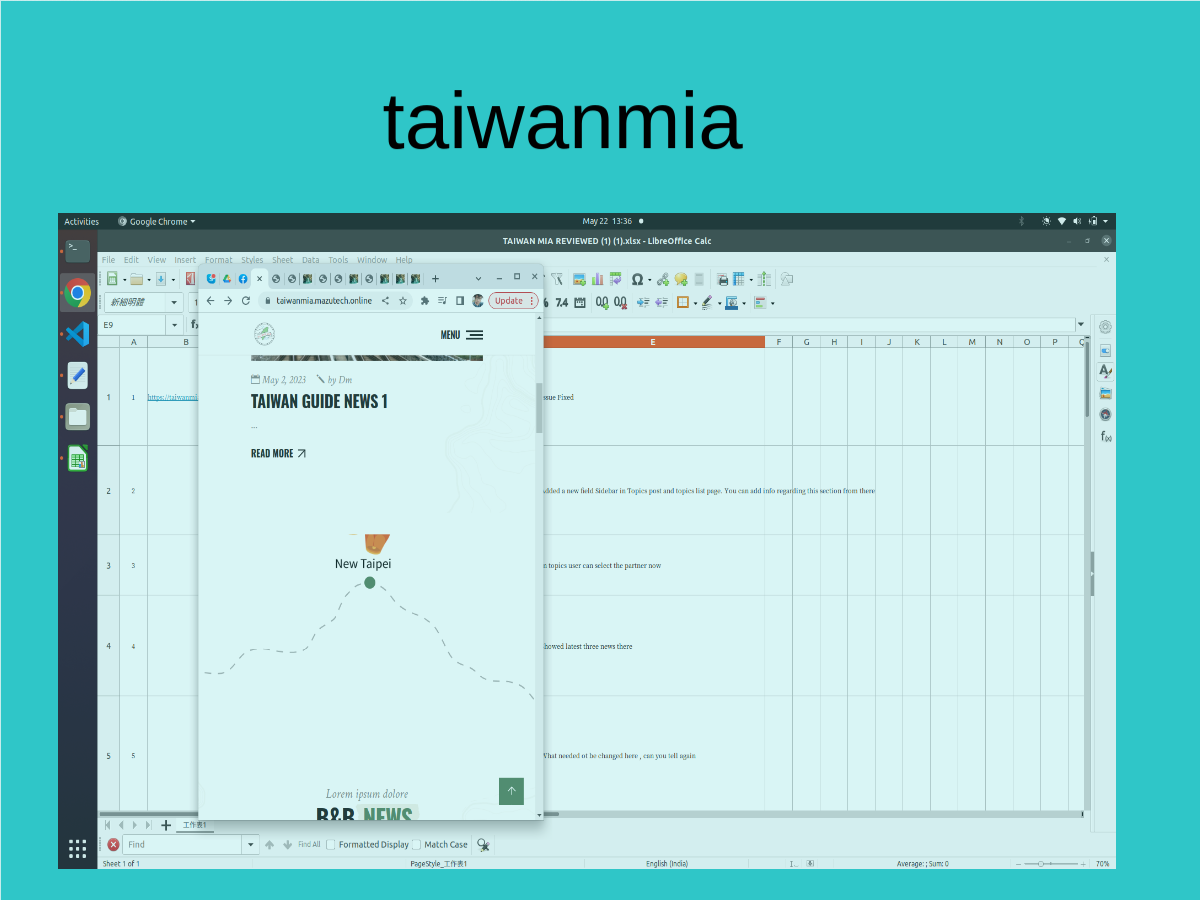 taiwanmia
Activities
Google Chrome
May 22 13:36
TAIWAN MIA REVIEWED (1) (1).xlsx - LibreOffice Calc
File Edit View Insert Format Styles Sheet Data Tools Window Help
taiwanmia.mazutech.online
Update
新細明體
7.4
E9
A B E F G H I J K L M N O P
MENU
May 2, 2023 by Dm
TAIWAN GUIDE NEWS 1
...
READ MORE
New Taipei
Lorem ipsum dolore
B&B NEWS
1 1 https://taiwanmi ssue Fixed
2 2 dded a new field Sidebar in Topics post and topics list page. You can add info regarding this section from there
3 3 n topics user can select the partner now
4 4 howed latest three news there
5 5 What needed ot be changed here , can you tell again
工作表1
Find
Find All
Formatted Display
Match Case
Sheet 1 of 1
PageStyle_工作表1
English (India)
Average: ; Sum: 0
70%